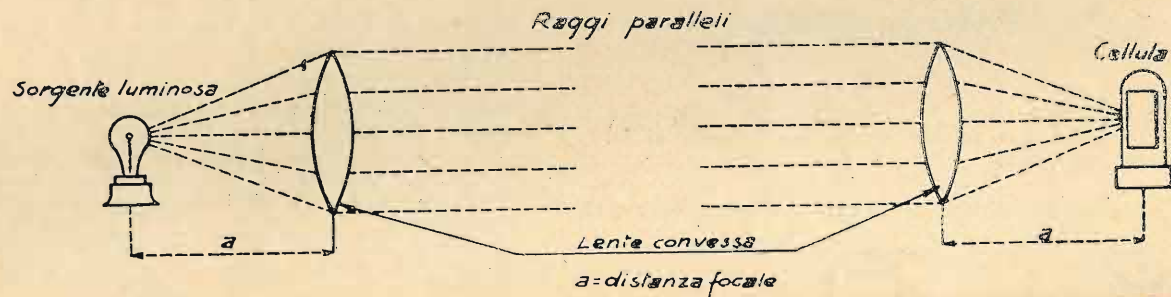 Raggi paralleli
Sorgente luminosa
Cellula
a
a
Lente convessa
a = distanza focale